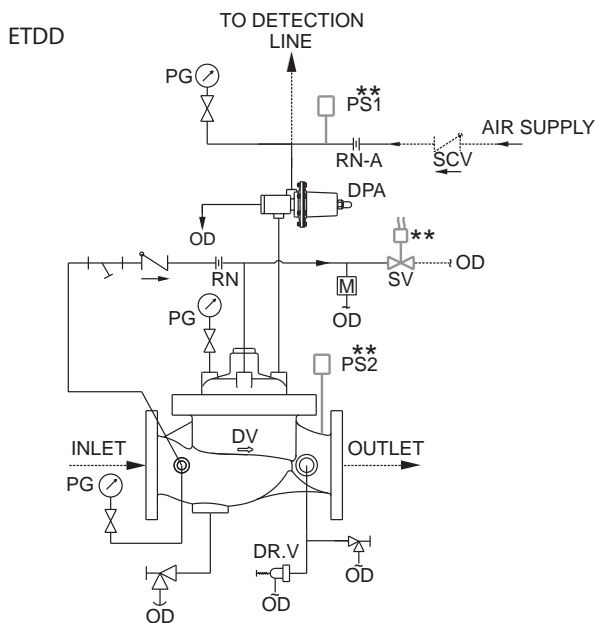 ETDD
TO DETECTION
LINE
PG
**
PS1
AIR SUPPLY
RN-A
SCV
DPA
OD
**
RN
SV
OD
M
OD
PG
**
PS2
DV
INLET
OUTLET
PG
DR.V
OD
OD
OD